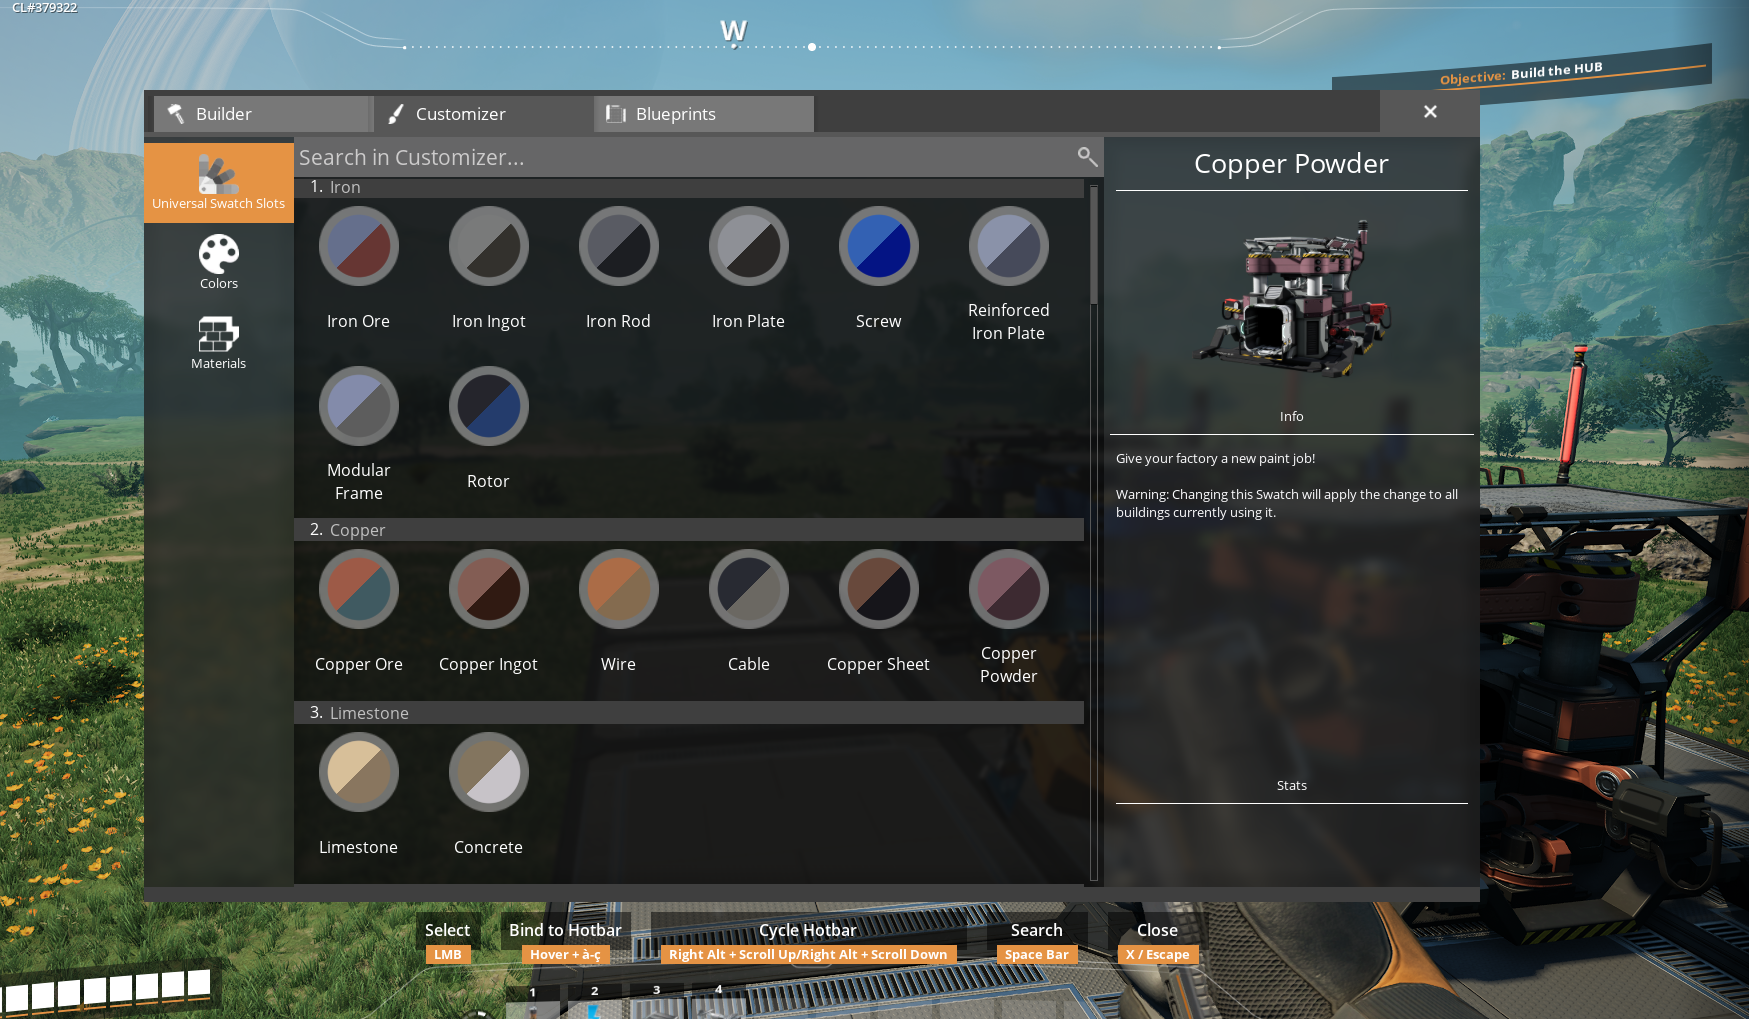 CL#379322
W
Objective: Build the HUB
Builder
Customizer
Blueprints
Universal Swatch Slots
Colors
Materials
Search in Customizer...
1. Iron
Iron Ore
Iron Ingot
Iron Rod
Iron Plate
Screw
Reinforced
Iron Plate
Modular
Frame
Rotor
2. Copper
Copper Ore
Copper Ingot
Wire
Cable
Copper Sheet
Copper
Powder
3. Limestone
Limestone
Concrete
Copper Powder
Info
Give your factory a new paint job!
Warning: Changing this Swatch will apply the change to all
buildings currently using it.
Stats
Select
LMB
Bind to Hotbar
Hover + à-ç
Cycle Hotbar
Right Alt + Scroll Up/Right Alt + Scroll Down
Search
Space Bar
Close
X / Escape
1
2
3
4